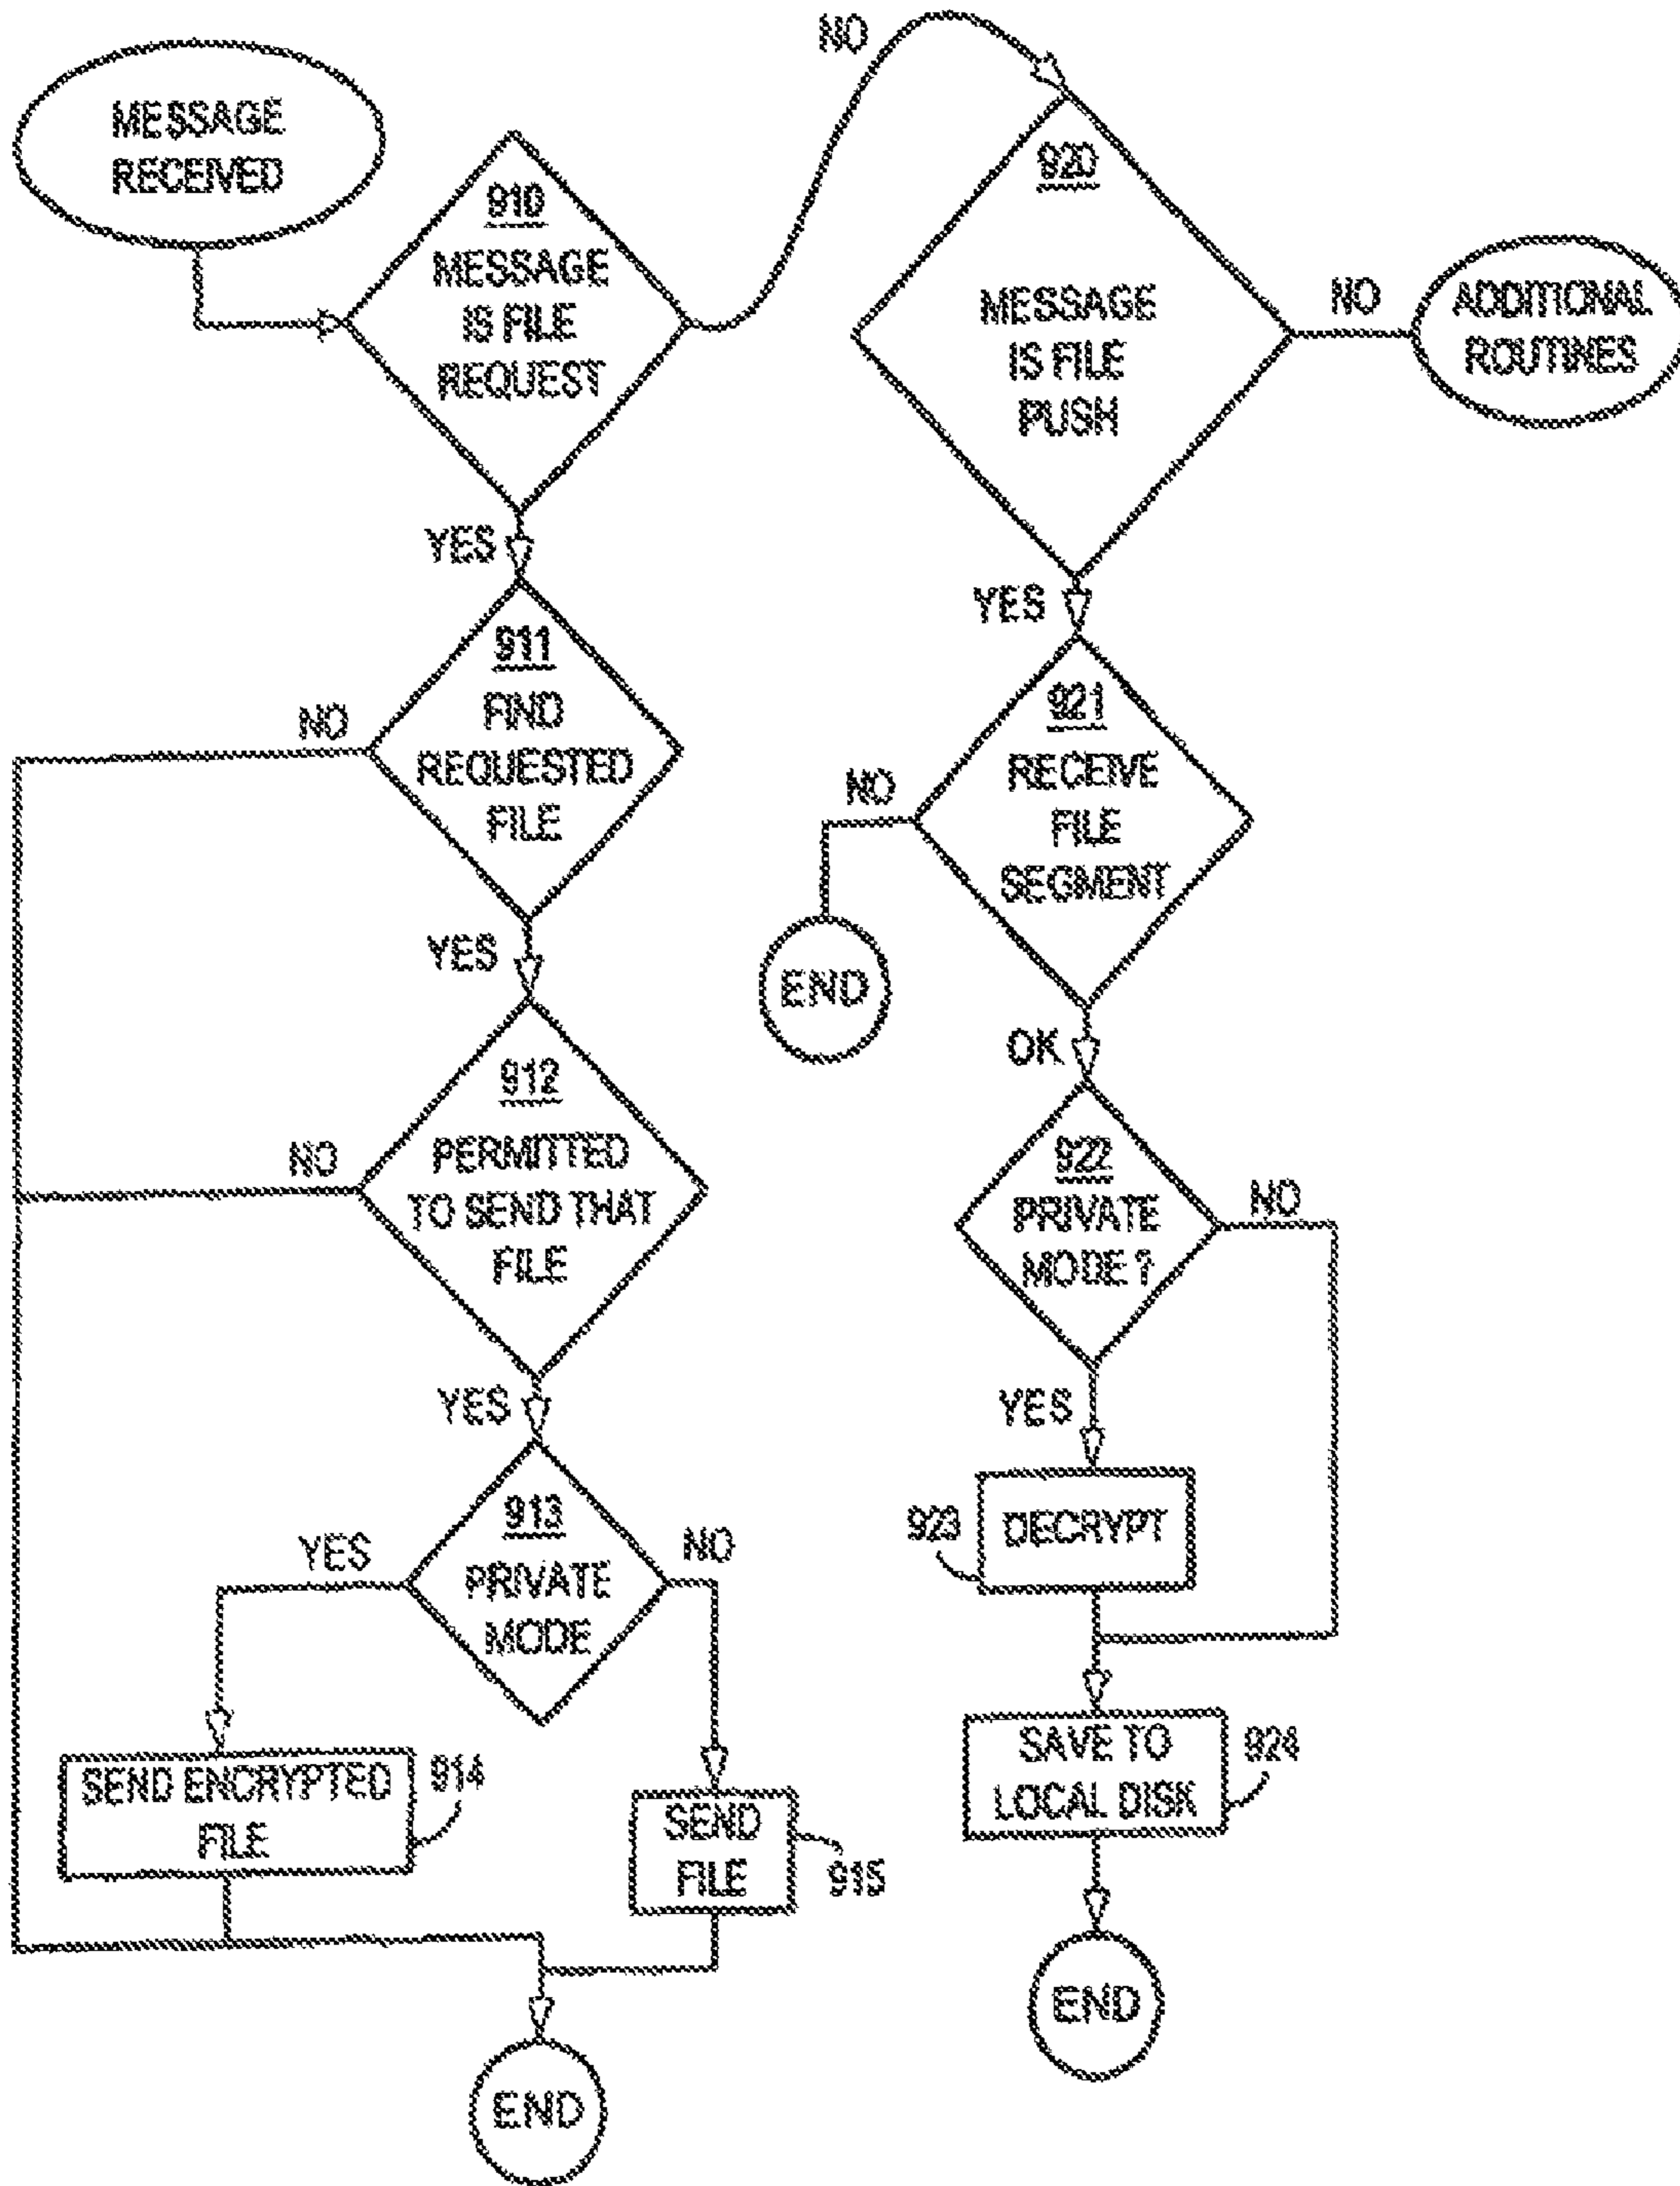 MESSAGE
RECEIVED
910
MESSAGE
IS FILE
REQUEST
YES
911
FIND
REQUESTED
FILE
NO
YES
912
PERMITTED
TO SEND THAT
FILE
NO
YES
913
PRIVATE
MODE
YES
NO
SEND ENCRYPTED
FILE
914
SEND
FILE
915
END
NO
920
MESSAGE
IS FILE
PUSH
NO
ADDITIONAL
ROUTINES
YES
921
RECEIVE
FILE
SEGMENT
NO
END
OK
922
PRIVATE
MODE?
NO
YES
923
DECRYPT
SAVE TO
LOCAL DISK
924
END